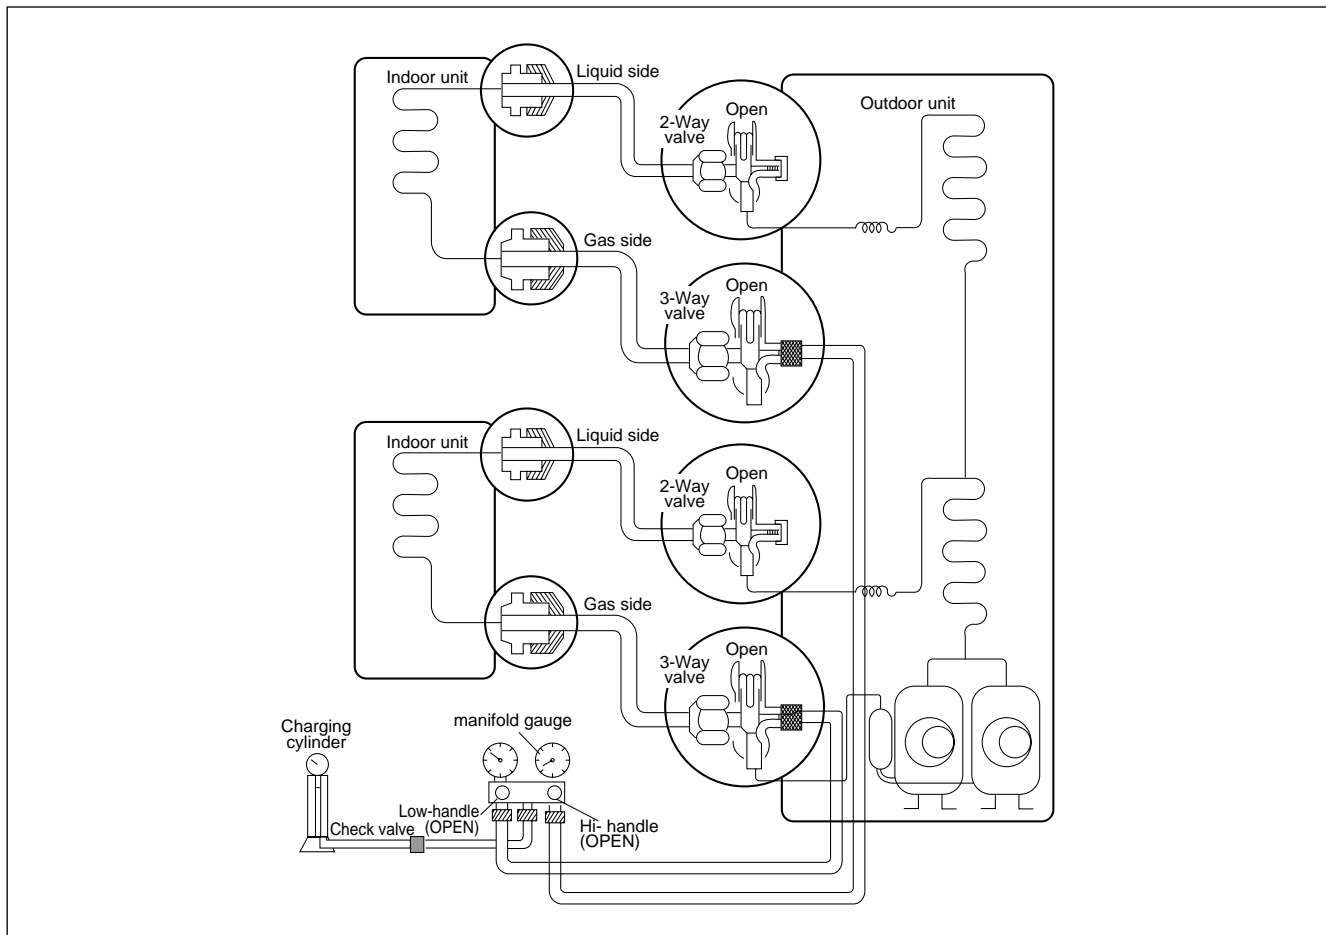 Indoor unit
Liquid side
2-Way
valve
Open
Outdoor unit
Gas side
3-Way
valve
Open
Indoor unit
Liquid side
2-Way
valve
Open
Gas side
3-Way
valve
Open
Charging
cylinder
manifold gauge
Low-handle
(OPEN)
Check valve
Hi- handle
(OPEN)